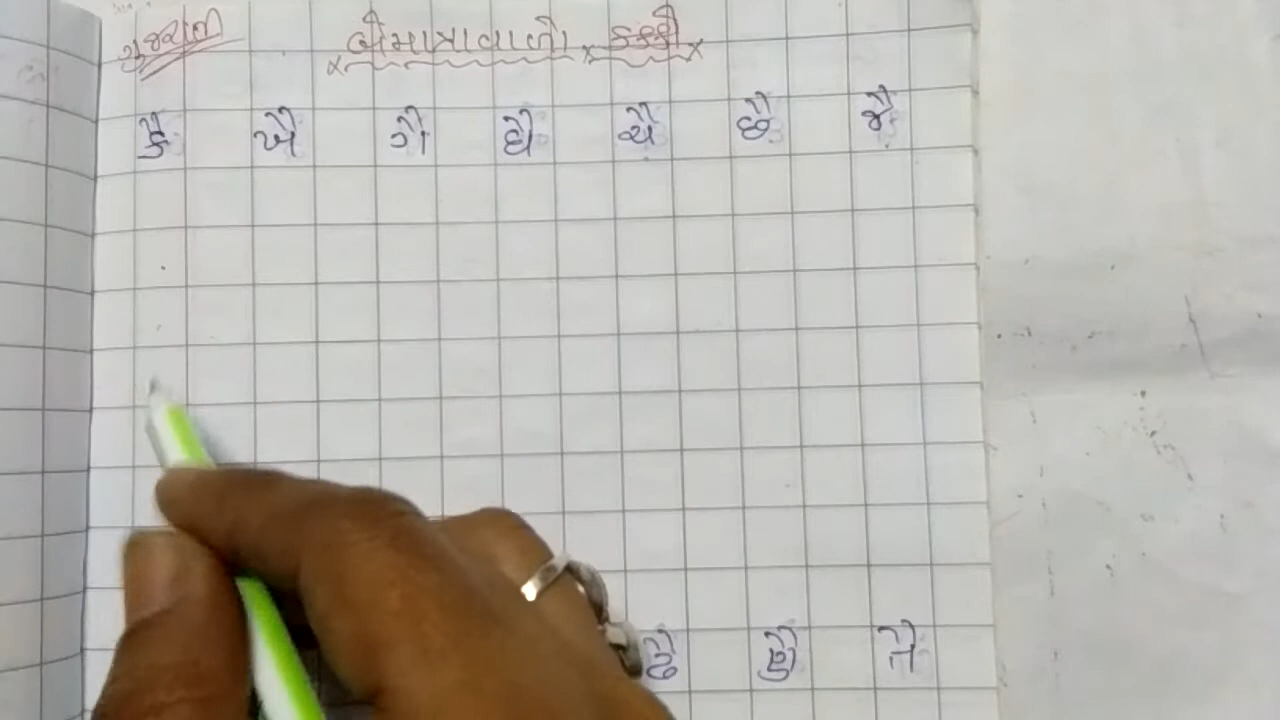 ગુજરાતી બેમાત્રાવાળો કક્કો
કૈ ખૈ ગૈ ઘૈ ચૈ છૈ જૈ
ઢૈ ણૈ તૈ